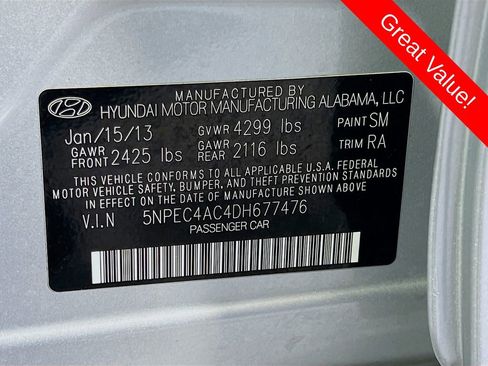 Great Value!
MANUFACTURED BY
HYUNDAI MOTOR MANUFACTURING ALABAMA, LLC
Jan/15/13 GVWR 4299 lbs PAINT SM
GAWR FRONT 2425 lbs GAWR REAR 2116 lbs TRIM RA
THIS VEHICLE CONFORMS TO ALL APPLICABLE U.S.A. FEDERAL
MOTOR VEHICLE SAFETY, BUMPER, AND THEFT PREVENTION STANDARDS
IN EFFECT ON THE DATE OF MANUFACTURE SHOWN ABOVE.
V.I.N 5NPEC4AC4DH677476
PASSENGER CAR